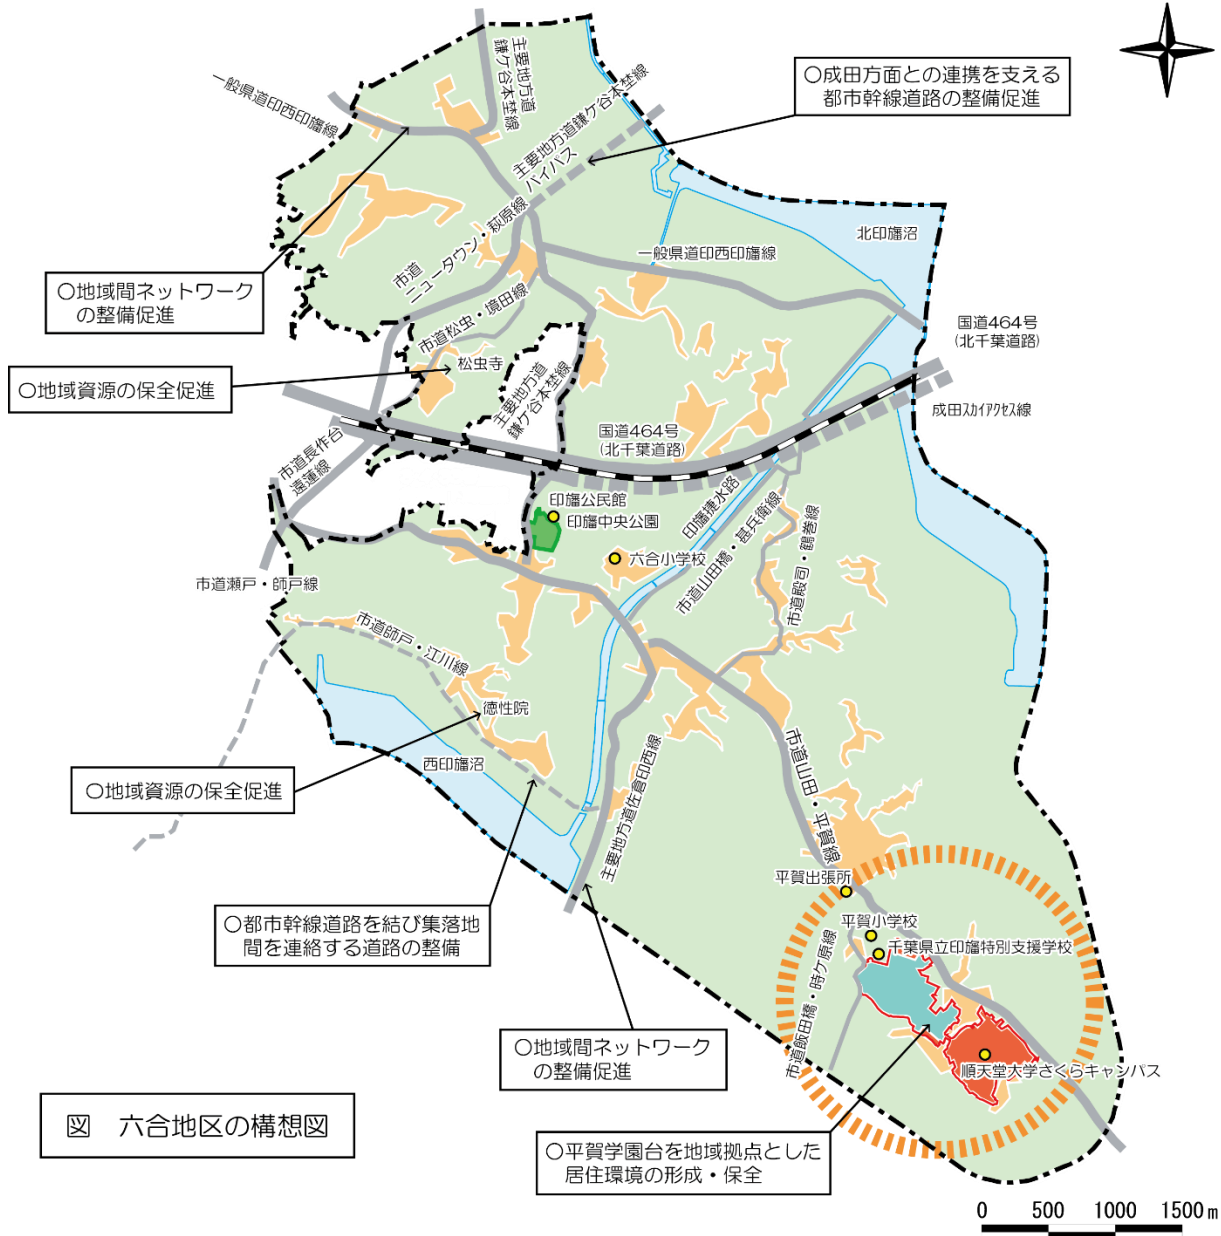 ○成田方面との連携を支える
都市幹線道路の整備促進
主要地方道
鎌ケ谷本埜線
一般県道印西印旛線
主要地方道鎌ケ谷本埜線
バイパス
北印旛沼
一般県道印西印旛線
市道
ニュータウン・萩原線
○地域間ネットワーク
の整備促進
市道松虫・境田線
国道464号
(北千葉道路)
松虫寺
○地域資源の保全促進
主要地方道
鎌ケ谷本埜線
成田スカイアクセス線
国道464号
(北千葉道路)
市道長作台
遠蓮線
印旛公民館
印旛中央公園
印旛捷水路
市道山田橋・甚兵衛線
市道殿司・鶴巻線
六合小学校
市道瀬戸・師戸線
市道師戸・江川線
徳性院
西印旛沼
○地域資源の保全促進
主要地方道佐倉印西線
市道山田・平賀線
平賀出張所
○都市幹線道路を結び集落地
間を連絡する道路の整備
平賀小学校
千葉県立印旛特別支援学校
市道飯田橋・時ケ原線
○地域間ネットワーク
の整備促進
順天堂大学さくらキャンパス
図 六合地区の構想図
○平賀学園台を地域拠点とした
居住環境の形成・保全
0 500 1000 1500m